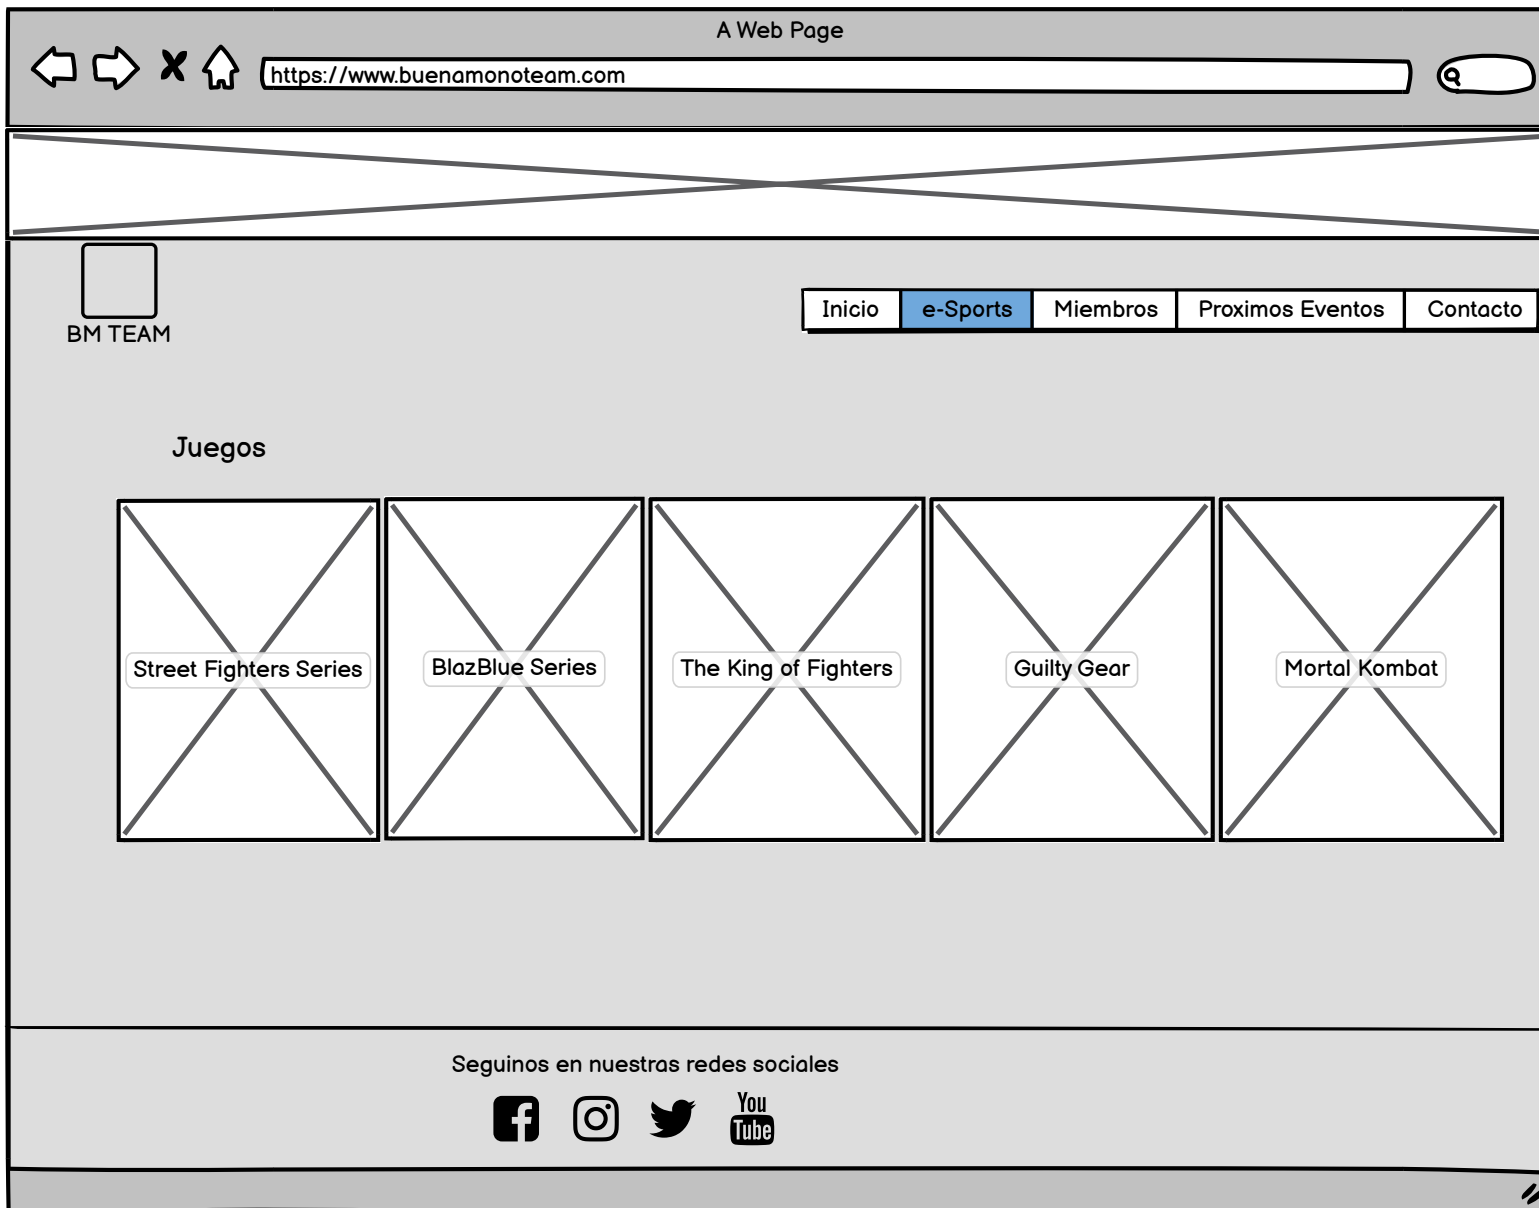 A Web Page
https://www.buenamonoteam.com
BM TEAM
Inicio e-Sports Miembros Proximos Eventos Contacto
Juegos
Street Fighters Series BlazBlue Series The King of Fighters Guilty Gear Mortal Kombat
Seguinos en nuestras redes sociales
You
Tube